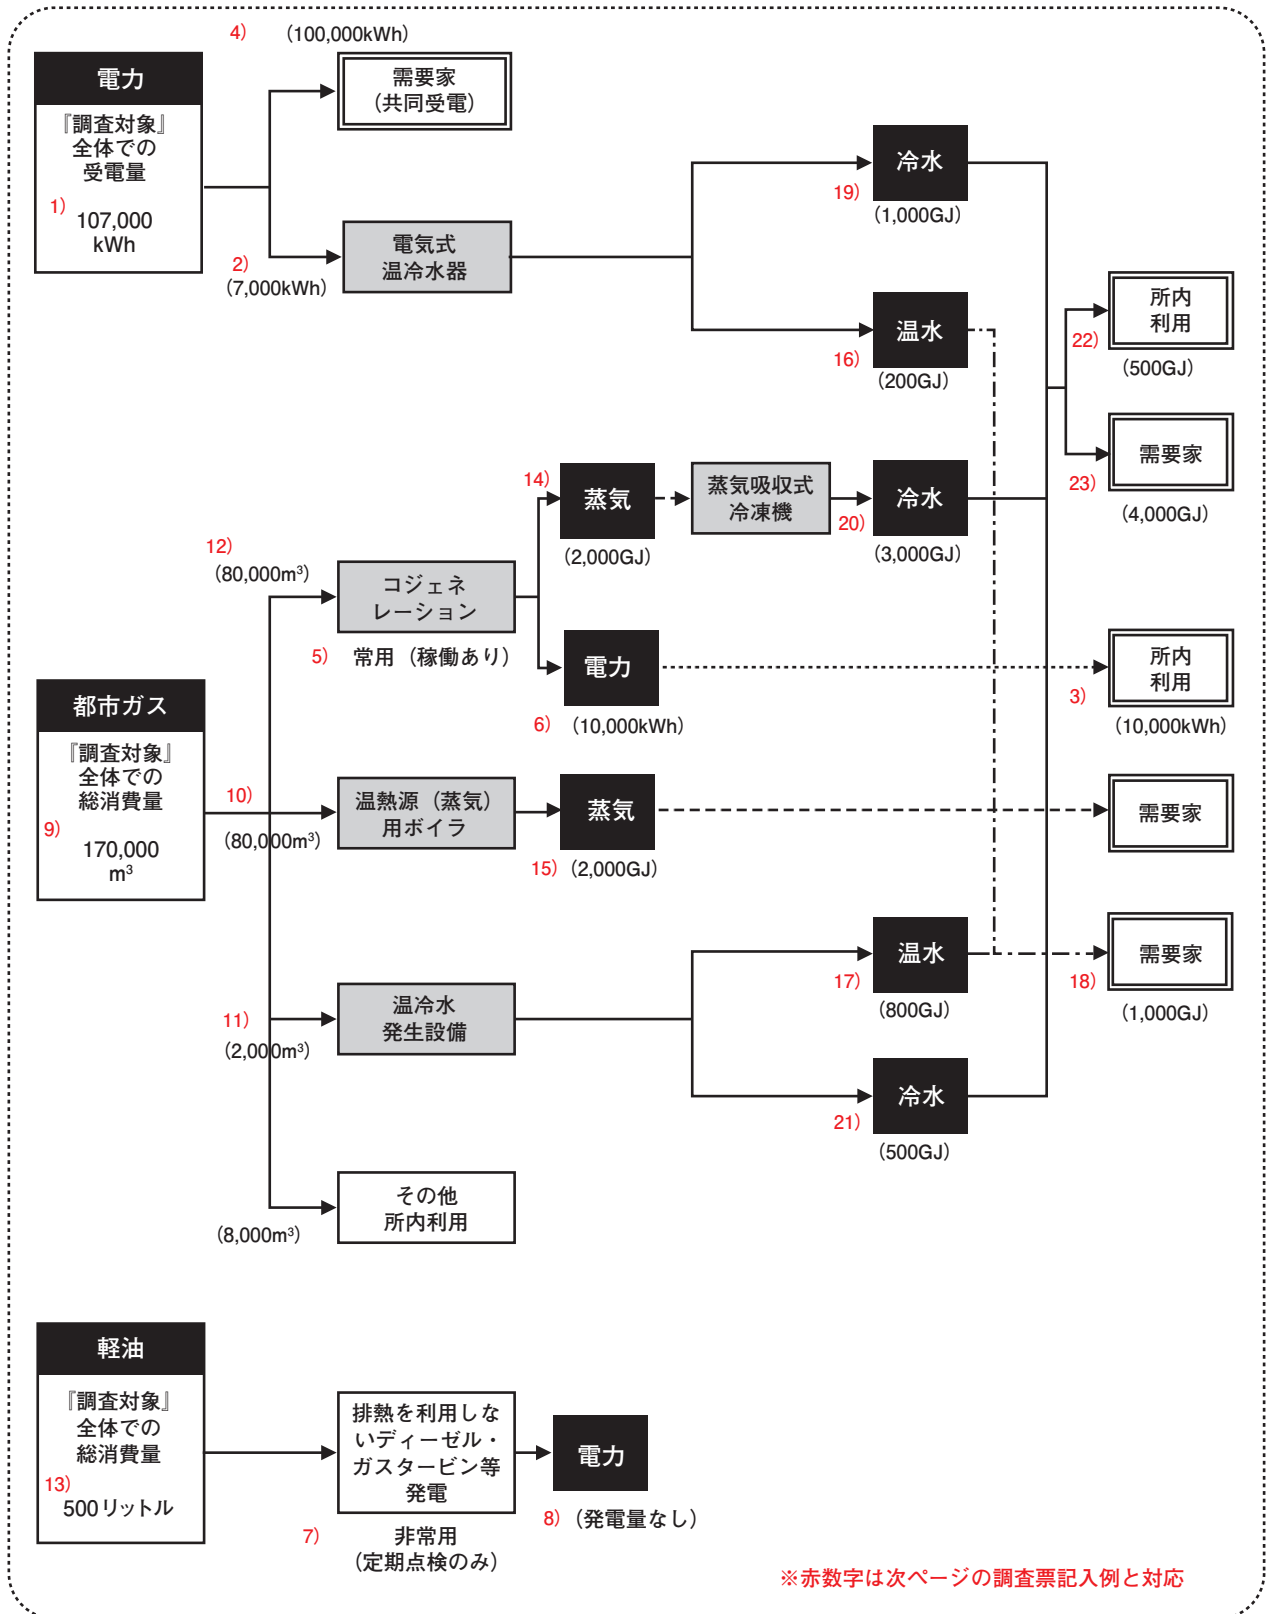 4) (100,000kWh)
電力
『調査対象』
全体での
受電量
1)
107,000
kWh
需要家
(共同受電)
2)
(7,000kWh)
電気式
温冷水器
冷水
19)
(1,000GJ)
温水
16)
(200GJ)
所内
利用
22)
(500GJ)
需要家
23)
(4,000GJ)
14)
蒸気
(2,000GJ)
蒸気吸収式
冷凍機
20)
冷水
(3,000GJ)
12)
(80,000m³)
コジェネ
レーション
5) 常用(稼働あり)
電力
6) (10,000kWh)
所内
利用
3)
(10,000kWh)
都市ガス
『調査対象』
全体での
総消費量
9)
170,000
m³
10)
(80,000m³)
温熱源(蒸気)
用ボイラ
蒸気
15) (2,000GJ)
需要家
温水
17)
(800GJ)
需要家
18)
(1,000GJ)
11)
(2,000m³)
温冷水
発生設備
冷水
21)
(500GJ)
(8,000m³)
その他
所内利用
軽油
『調査対象』
全体での
総消費量
13)
500リットル
排熱を利用しな
いディーゼル・
ガスタービン等
発電
7) 非常用
(定期点検のみ)
電力
8) (発電量なし)
※赤数字は次ページの調査票記入例と対応